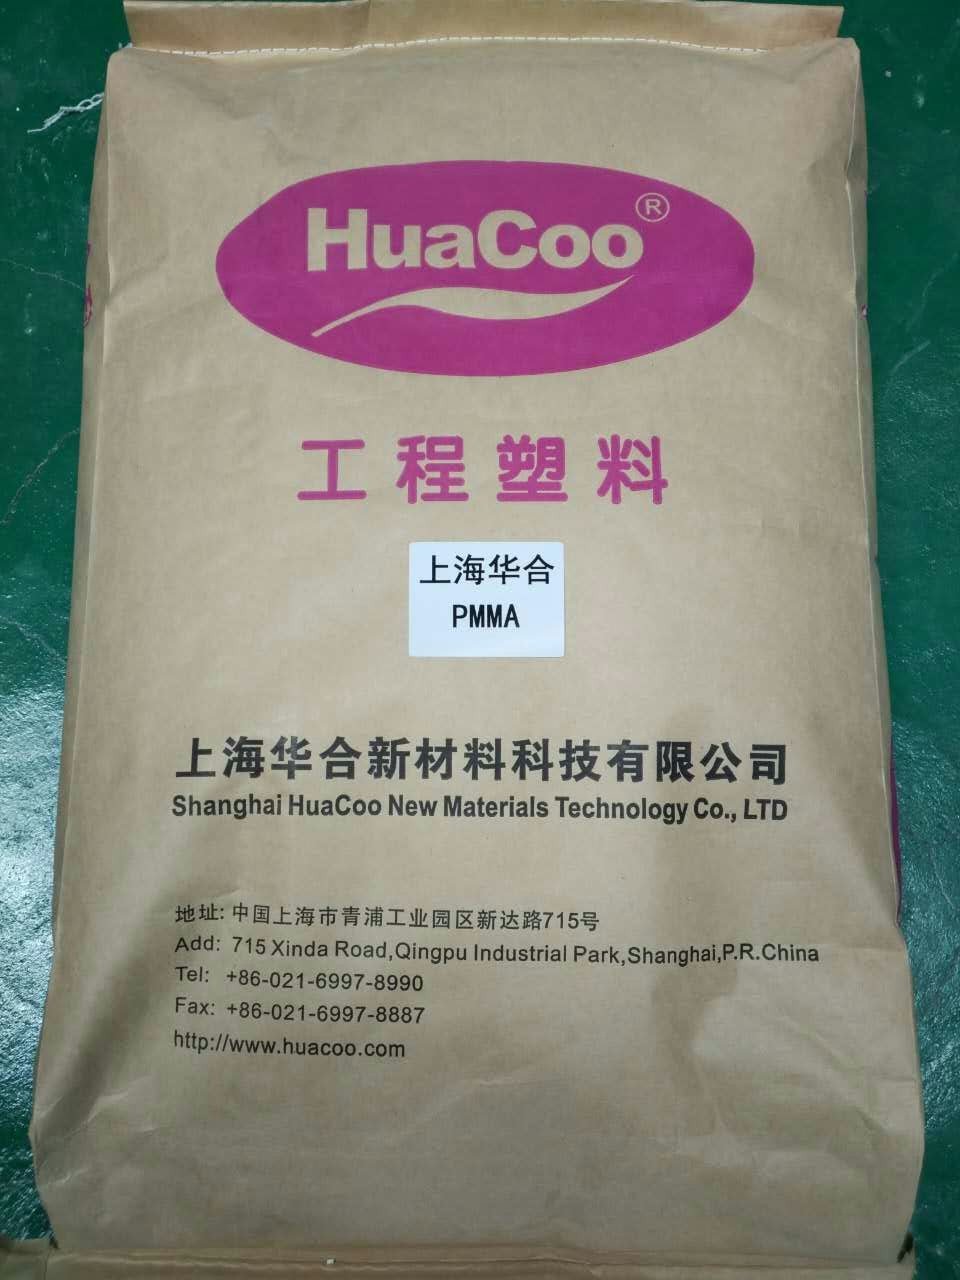 HuaCoo®
工程塑料
上海华合
PMMA
上海华合新材料科技有限公司
Shanghai HuaCoo New Materials Technology Co., LTD
地址: 中国上海市青浦工业园区新达路715号
Add: 715 Xinda Road,Qingpu Industrial Park,Shanghai,P.R.China
Tel: +86-021-6997-8990
Fax: +86-021-6997-8887
http://www.huacoo.com